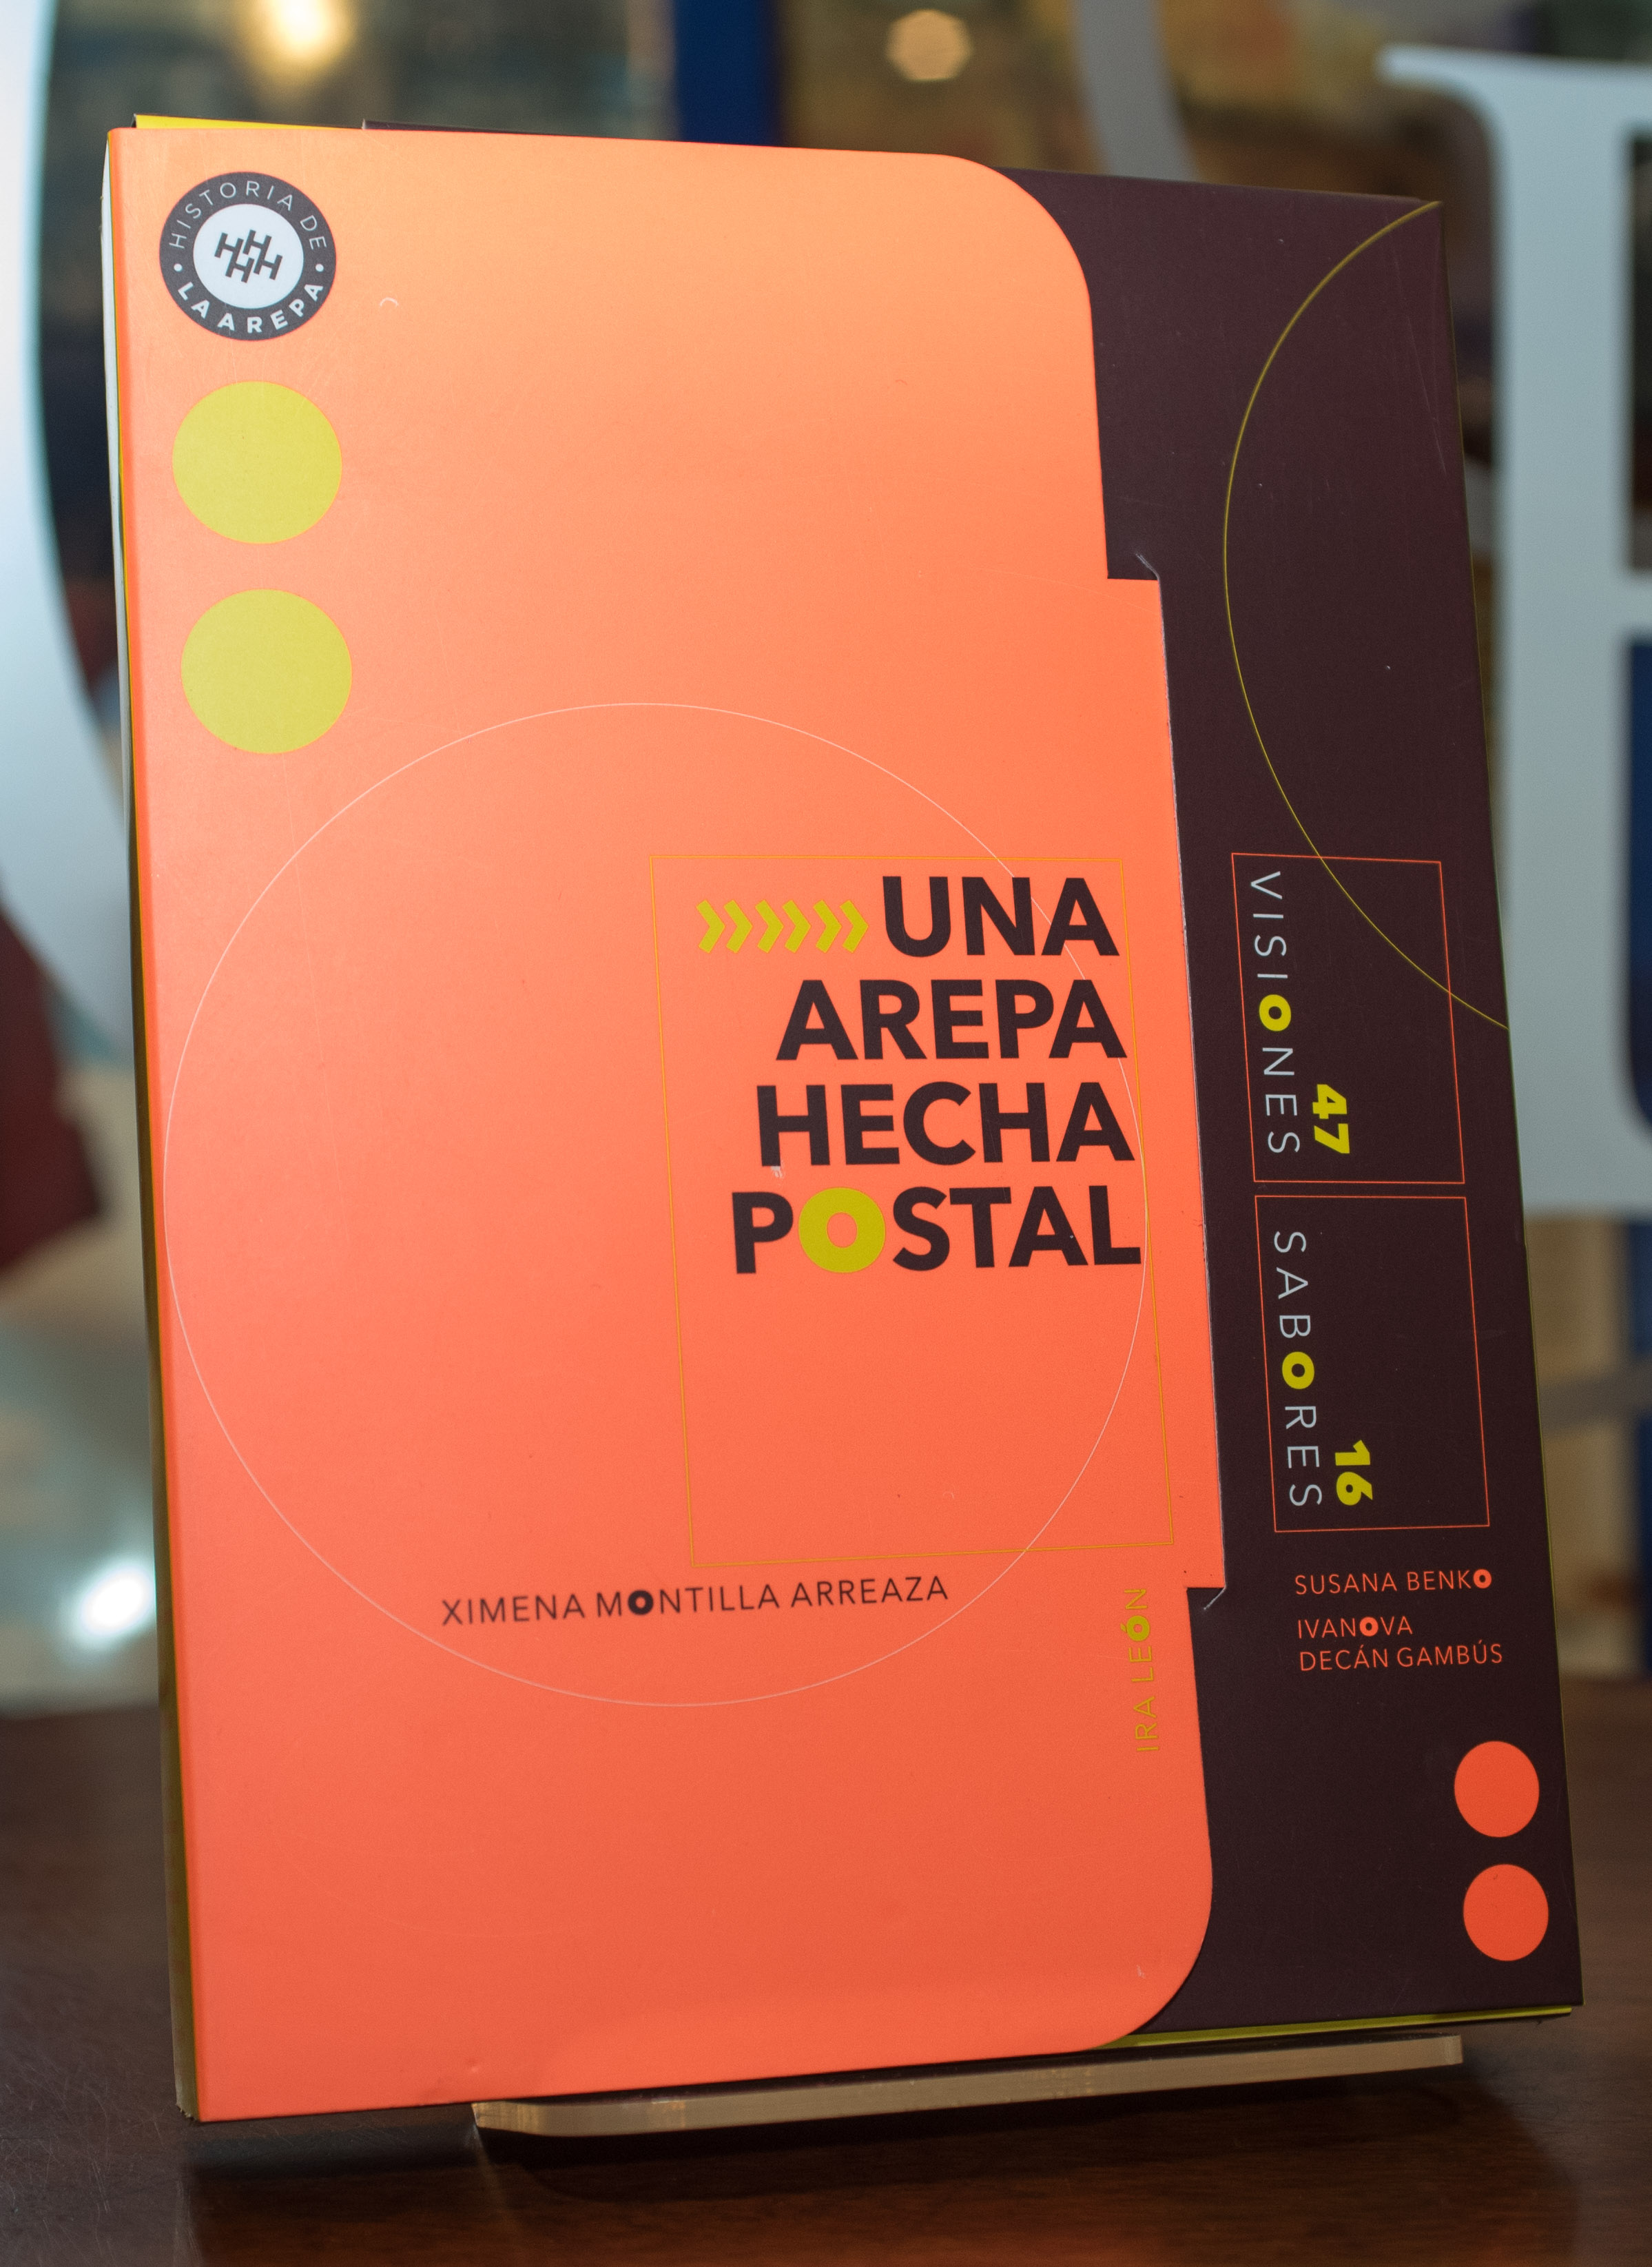 HISTORIA DE
LA AREPA
HHHH
»»» UNA
AREPA
HECHA
POSTAL
XIMENA MONTILLA ARREAZA
IRA LEÓN
VISIONES
47
SABORES
16
SUSANA BENKO
IVANOVA
DECÁN GAMBÚS